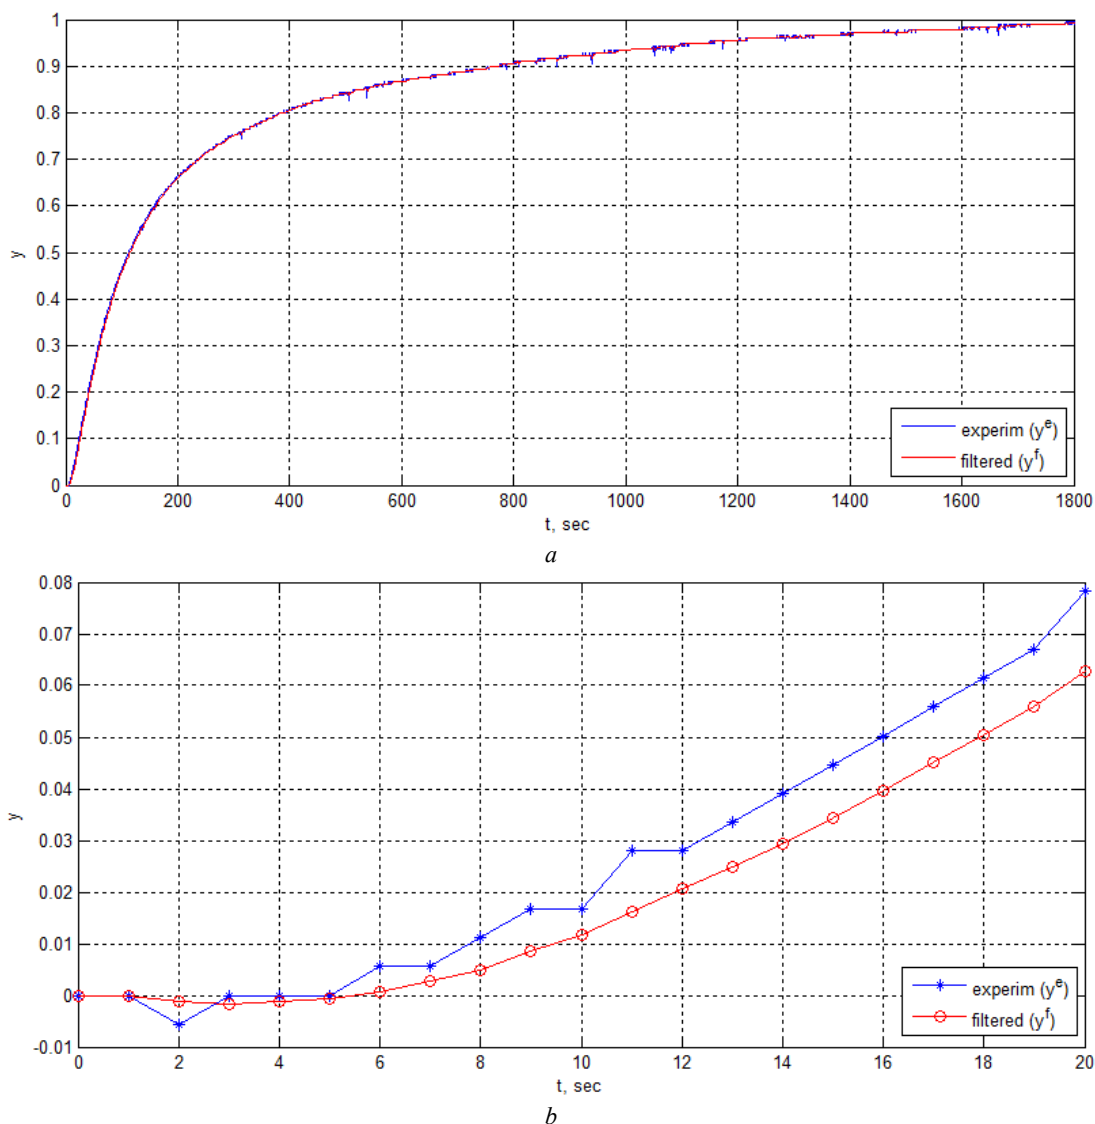 1
0.9
0.8
0.7
0.6
0.5
0.4
0.3
0.2
0.1
0
y
experim (y^e)
filtered (y^f)
0 200 400 600 800 1000 1200 1400 1600 1800
t, sec
a
0.08
0.07
0.06
0.05
0.04
0.03
0.02
0.01
0
-0.01
y
experim (y^e)
filtered (y^f)
0 2 4 6 8 10 12 14 16 18 20
t, sec
b